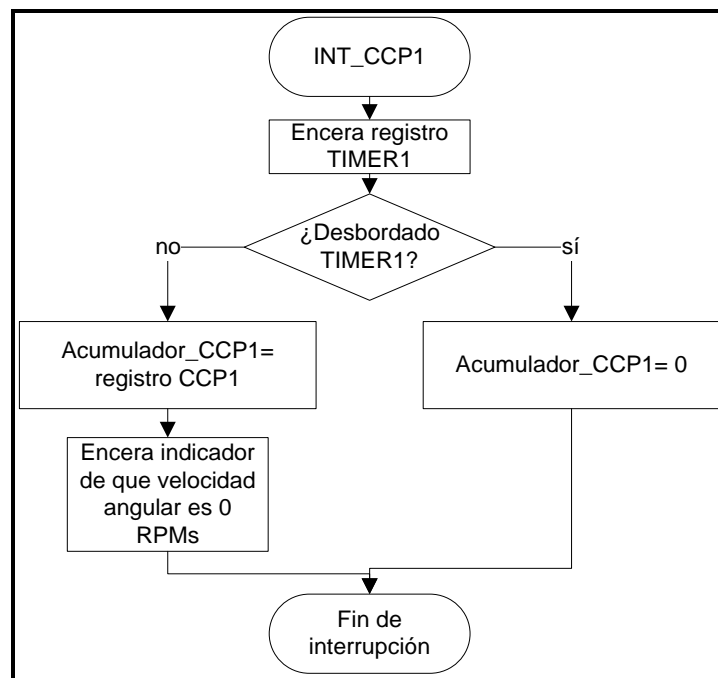 INT_CCP1
Encera registro
TIMER1
¿Desbordado
TIMER1?
no
sí
Acumulador_CCP1=
registro CCP1
Acumulador_CCP1= 0
Encera indicador
de que velocidad
angular es 0
RPMs
Fin de
interrupción